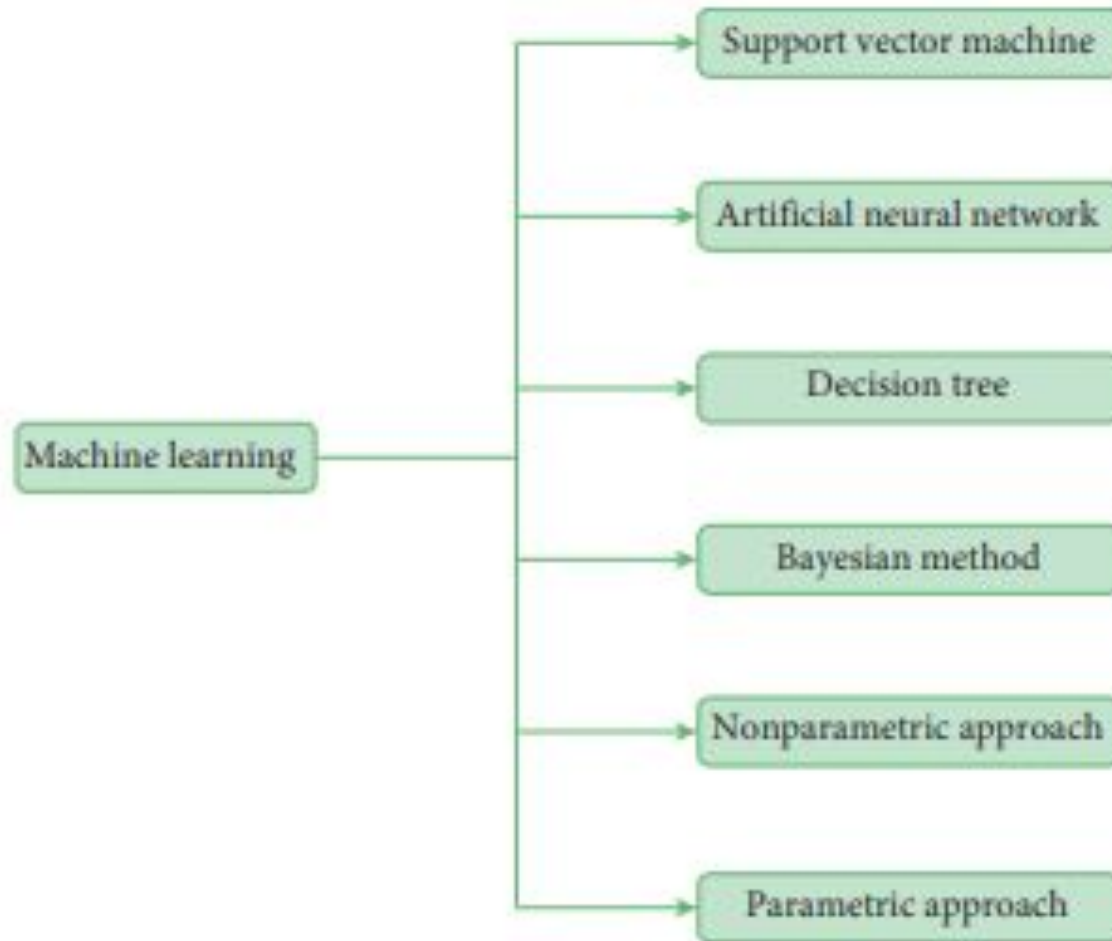 Support vector machine
Artificial neural network
Decision tree
Machine learning
Bayesian method
Nonparametric approach
Parametric approach